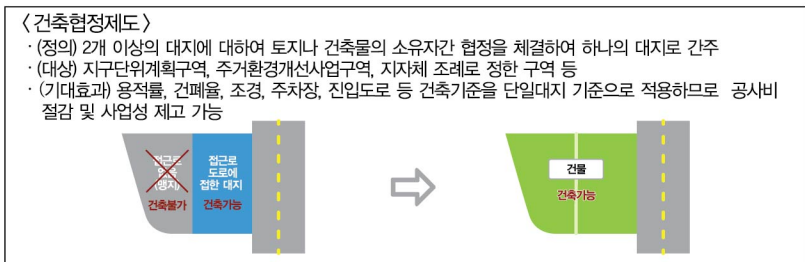 〈건축협정제도〉
· (정의) 2개 이상의 대지에 대하여 토지나 건축물의 소유자간 협정을 체결하여 하나의 대지로 간주
· (대상) 지구단위계획구역, 주거환경개선사업구역, 지자체 조례로 정한 구역 등
· (기대효과) 용적률, 건폐율, 조경, 주차장, 진입도로 등 건축기준을 단일대지 기준으로 적용하므로 공사비
절감 및 사업성 제고 가능
접근로
(맹지)
건축불가
접근로
도로에
접한 대지
건축가능
건물
건축가능